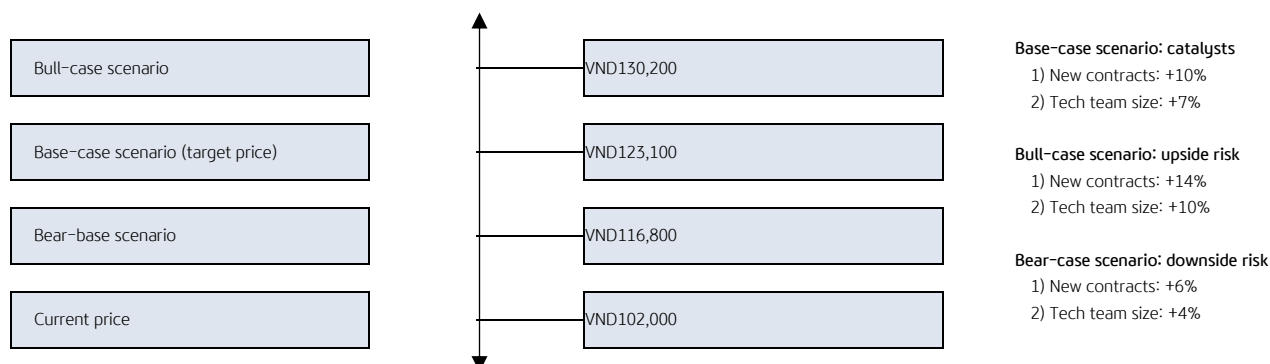 Bull-case scenario
VND130,200
Base-case scenario (target price)
VND123,100
Bear-base scenario
VND116,800
Current price
VND102,000
Base-case scenario: catalysts
1) New contracts: +10%
2) Tech team size: +7%
Bull-case scenario: upside risk
1) New contracts: +14%
2) Tech team size: +10%
Bear-case scenario: downside risk
1) New contracts: +6%
2) Tech team size: +4%